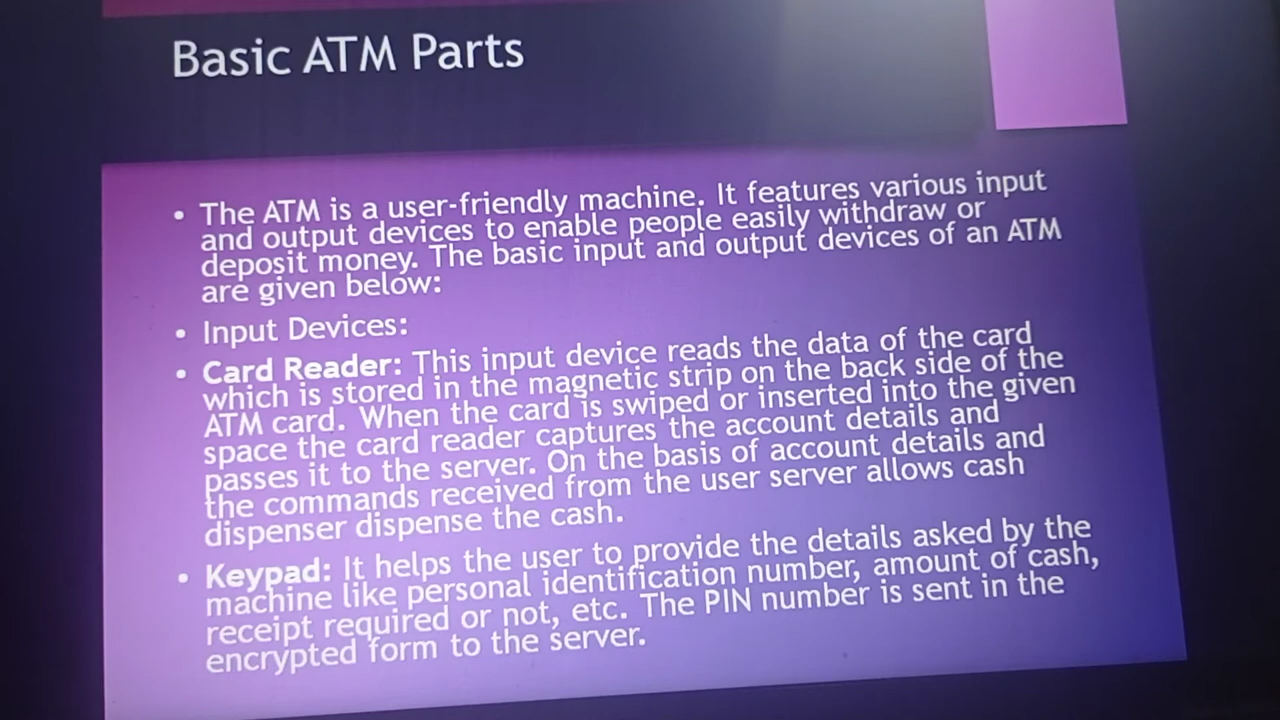 Basic ATM Parts
• The ATM is a user-friendly machine. It features various input
and output devices to enable people easily withdraw or
deposit money. The basic input and output devices of an ATM
are given below:
• Input Devices:
• Card Reader: This input device reads the data of the card
which is stored in the magnetic strip on the back side of the
ATM card. When the card is swiped or inserted into the given
space the card reader captures the account details and
passes it to the server. On the basis of account details and
the commands received from the user server allows cash
dispenser dispense the cash.
• Keypad: It helps the user to provide the details asked by the
machine like personal identification number, amount of cash,
receipt required or not, etc. The PIN number is sent in the
encrypted form to the server.